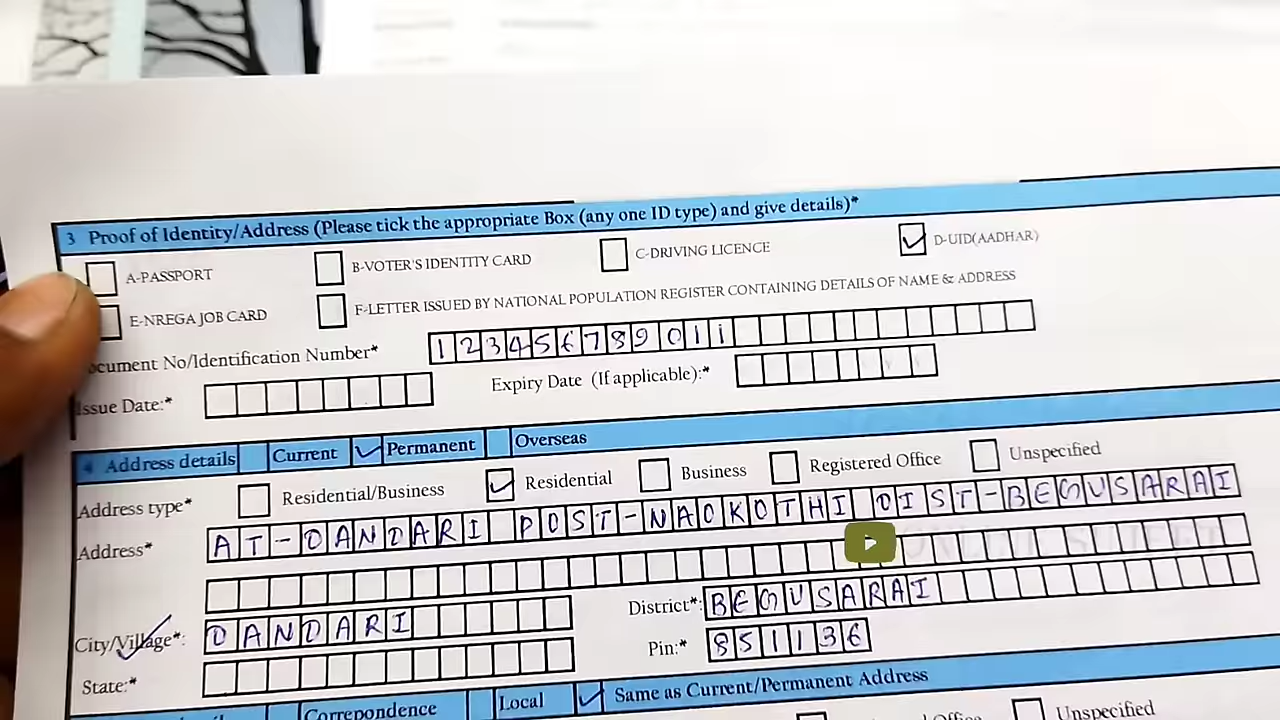 3 Proof of Identity/Address (Please tick the appropriate Box (any one ID type) and give details)*
A-PASSPORT B-VOTER'S IDENTITY CARD C-DRIVING LICENCE D-UID(AADHAR)
E-NREGA JOB CARD F-LETTER ISSUED BY NATIONAL POPULATION REGISTER CONTAINING DETAILS OF NAME & ADDRESS
ocument No/Identification Number* 123456789011
Issue Date:* Expiry Date (If applicable):*
4 Address details Current Permanent Overseas
Address type* Residential/Business Residential Business Registered Office Unspecified
Address* AT-DANDARI POST-NAOKOTHI DIST-BEGUSARAI
City/Village*: DANDARI District*: BEGUSARAI
State:* Pin:* 851136
Correpondence Local Same as Current/Permanent Address
Unspecified